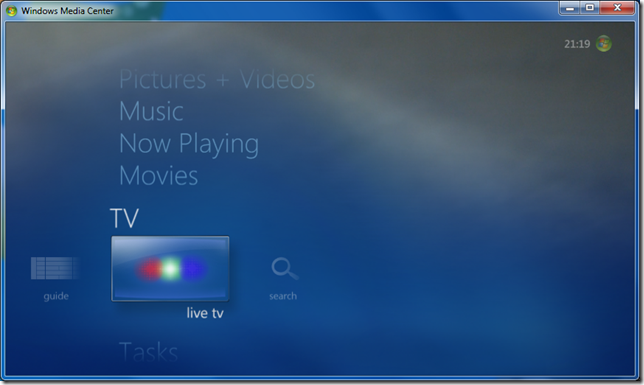 Windows Media Center
21:19
Pictures + Videos
Music
Now Playing
Movies
TV
guide
live tv
search
Tasks